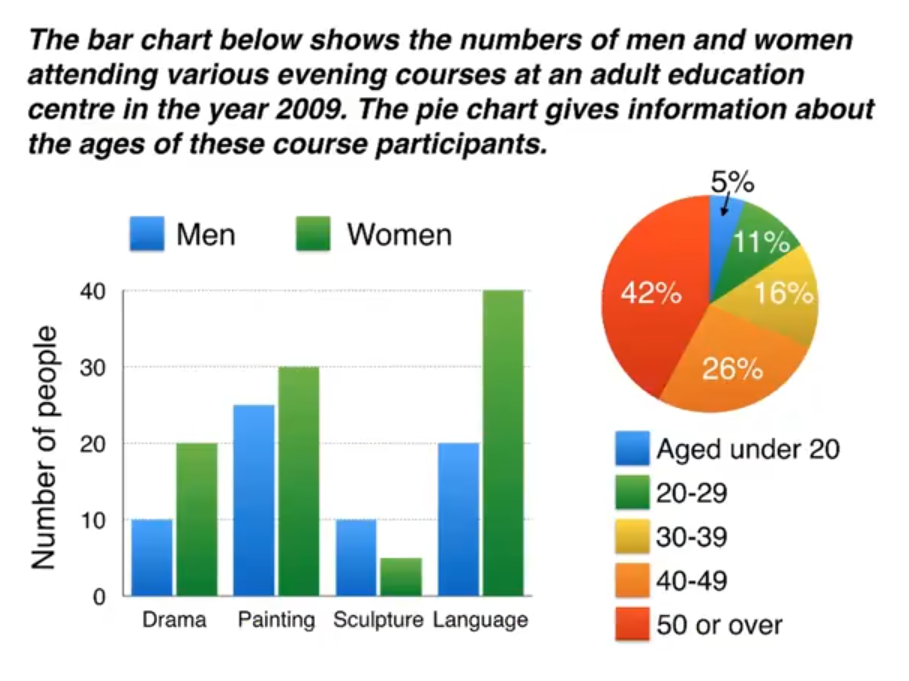 The bar chart below shows the numbers of men and women
attending various evening courses at an adult education
centre in the year 2009. The pie chart gives information about
the ages of these course participants.
Men
Women
Number of people
40
30
20
10
0
Drama
Painting
Sculpture
Language
5%
11%
16%
26%
42%
Aged under 20
20-29
30-39
40-49
50 or over